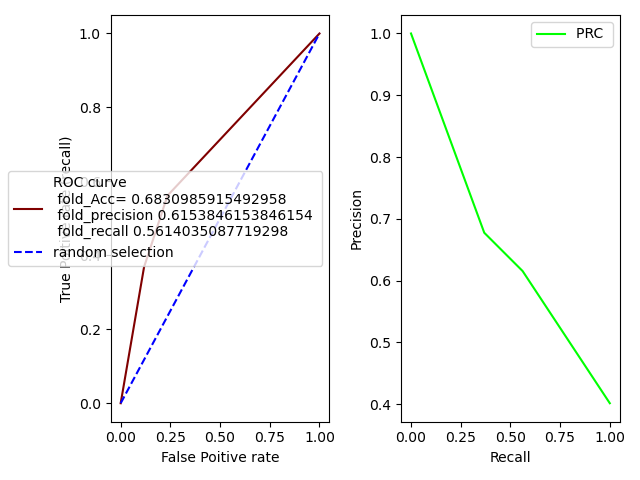 1.0
0.8
0.2
0.0
0.00 0.25 0.50 0.75 1.00
False Poitive rate
ROC curve
fold_Acc= 0.6830985915492958
fold_precision 0.6153846153846154
fold_recall 0.5614035087719298
random selection
PRC
1.0
0.9
0.8
0.7
0.6
0.5
0.4
Precision
0.00 0.25 0.50 0.75 1.00
Recall